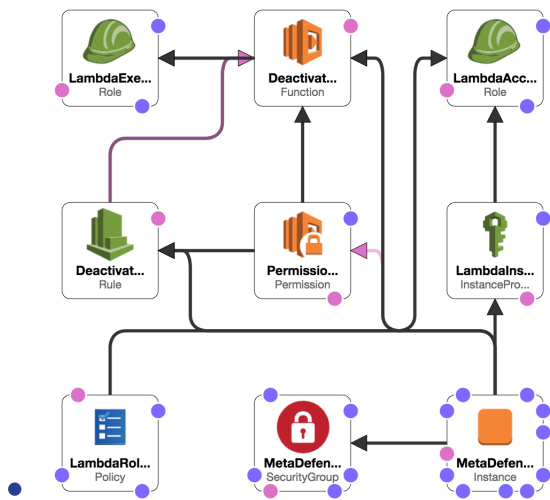 LambdaExe...
Role
Deactivat...
Function
LambdaAcc...
Role
Deactivat...
Rule
Permissio...
Permission
LambdaIns...
InstancePro...
LambdaRol...
Policy
MetaDefen...
SecurityGroup
MetaDefen...
Instance